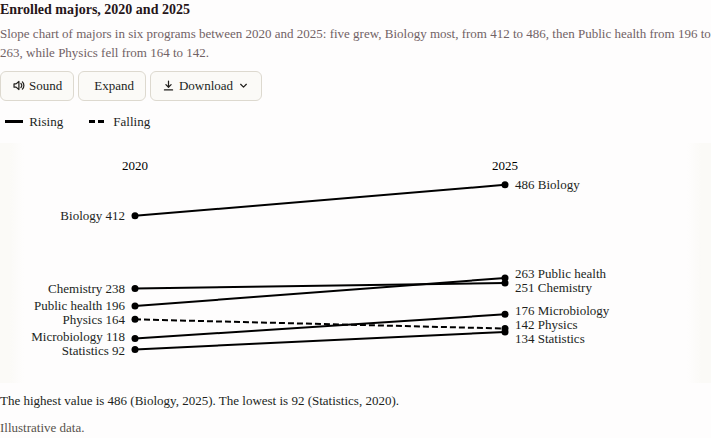 Enrolled majors, 2020 and 2025
Slope chart of majors in six programs between 2020 and 2025: five grew, Biology most, from 412 to 486, then Public health from 196 to
263, while Physics fell from 164 to 142.
Sound Expand Download
Rising Falling
2020 2025
486 Biology
Biology 412
263 Public health
Chemistry 238 251 Chemistry
Public health 196
176 Microbiology
Physics 164
142 Physics
Microbiology 118
134 Statistics
Statistics 92
The highest value is 486 (Biology, 2025). The lowest is 92 (Statistics, 2020).
Illustrative data.